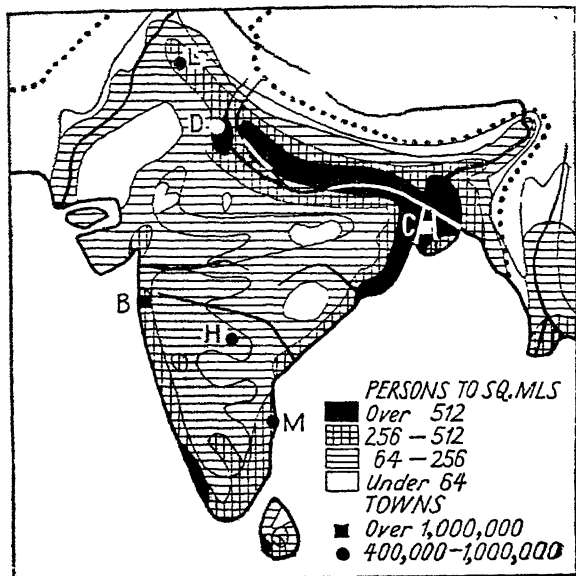 L
D
C
B
H
M
PERSONS TO SQ. MLS
Over 512
256 – 512
64 – 256
Under 64
TOWNS
Over 1,000,000
400,000–1,000,000